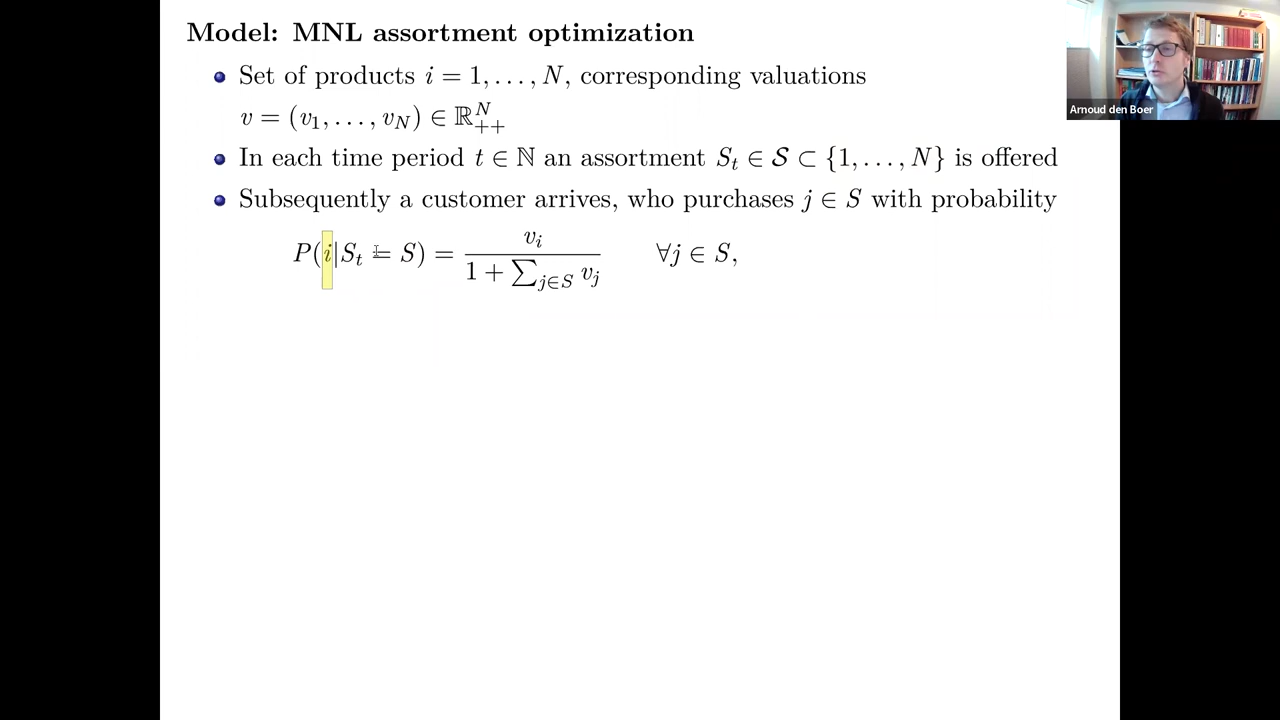 Model: MNL assortment optimization
Set of products i = 1, . . . , N, corresponding valuations
v = (v₁, . . . , v_N) ∈ ℝ^N_{++}
In each time period t ∈ ℕ an assortment S_t ∈ 𝒮 ⊂ {1, . . . , N} is offered
Subsequently a customer arrives, who purchases j ∈ S with probability
P(i|S_t = S) = v_i / (1 + ∑_{j∈S} v_j) ∀j ∈ S,
Arnoud den Boer